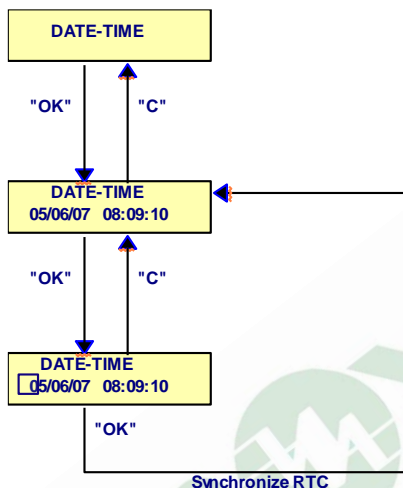 DATE-TIME
"OK" "C"
DATE-TIME
05/06/07 08:09:10
"OK" "C"
DATE-TIME
05/06/07 08:09:10
"OK"
Synchronize RTC